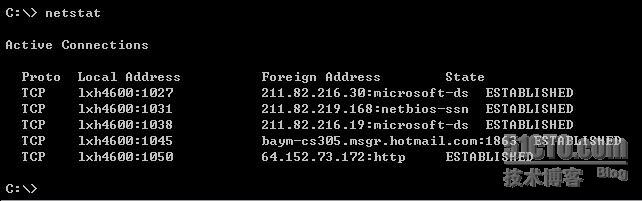 C:\> netstat
Active Connections
Proto  Local Address          Foreign Address        State
TCP    lxh4600:1027           211.82.216.30:microsoft-ds  ESTABLISHED
TCP    lxh4600:1031           211.82.219.168:netbios-ssn  ESTABLISHED
TCP    lxh4600:1038           211.82.216.19:microsoft-ds  ESTABLISHED
TCP    lxh4600:1045           baym-cs305.msgr.hotmail.com:1863  ESTABLISHED
TCP    lxh4600:1050           64.152.73.172:http     ESTABLISHED
C:\>
51CTO.com
技术博客 Blog